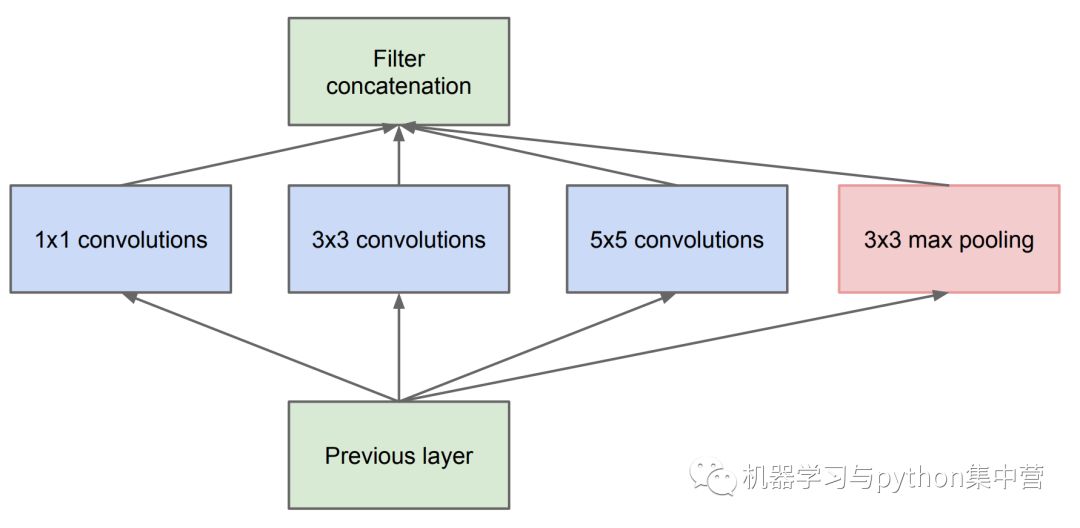 Filter
concatenation
1x1 convolutions
3x3 convolutions
5x5 convolutions
3x3 max pooling
Previous layer
机器学习与python集中营